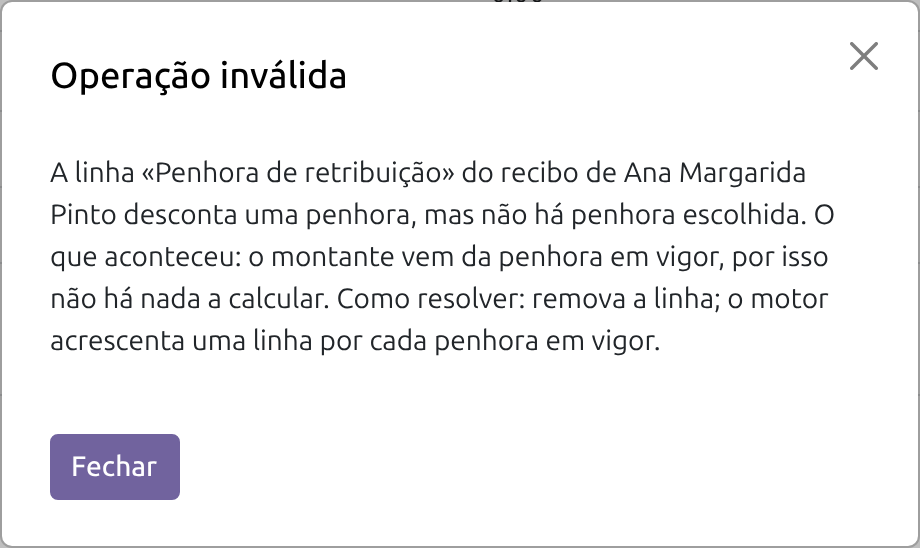 Operação inválida
A linha «Penhora de retribuição» do recibo de Ana Margarida
Pinto desconta uma penhora, mas não há penhora escolhida. O
que aconteceu: o montante vem da penhora em vigor, por isso
não há nada a calcular. Como resolver: remova a linha; o motor
acrescenta uma linha por cada penhora em vigor.
Fechar